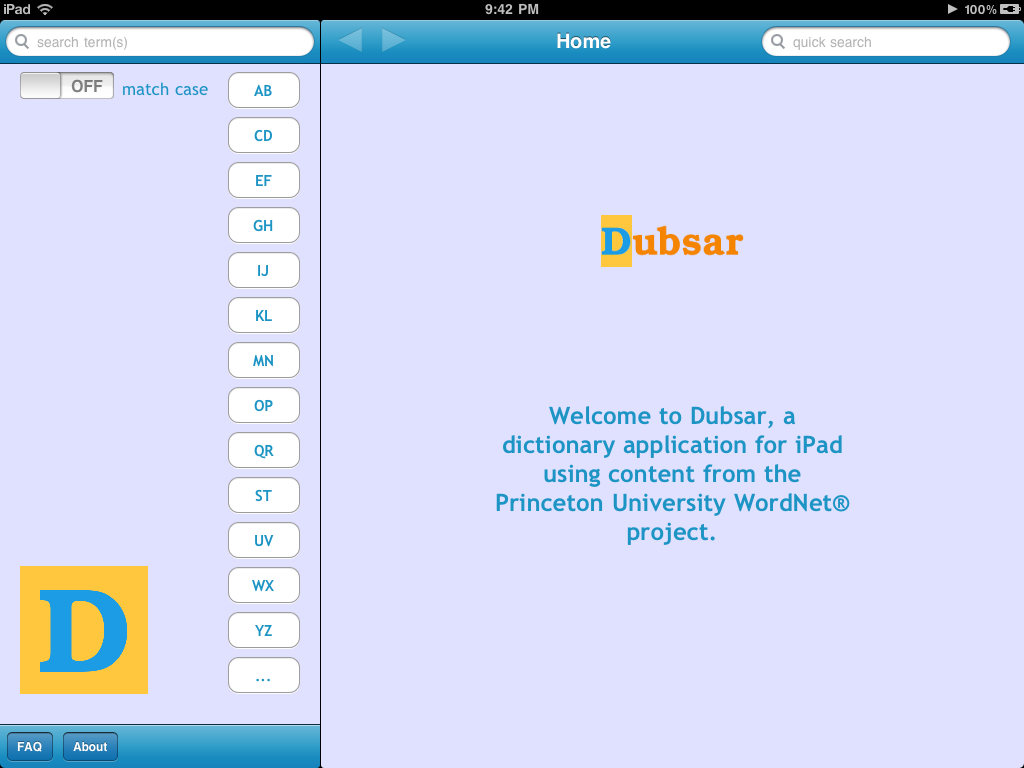 iPad 9:42 PM 100%
search term(s)
Home
quick search
OFF match case
AB
CD
EF
GH
IJ
KL
MN
OP
QR
ST
UV
WX
YZ
...
D
FAQ About
Dubsar
Welcome to Dubsar, a
dictionary application for iPad
using content from the
Princeton University WordNet®
project.